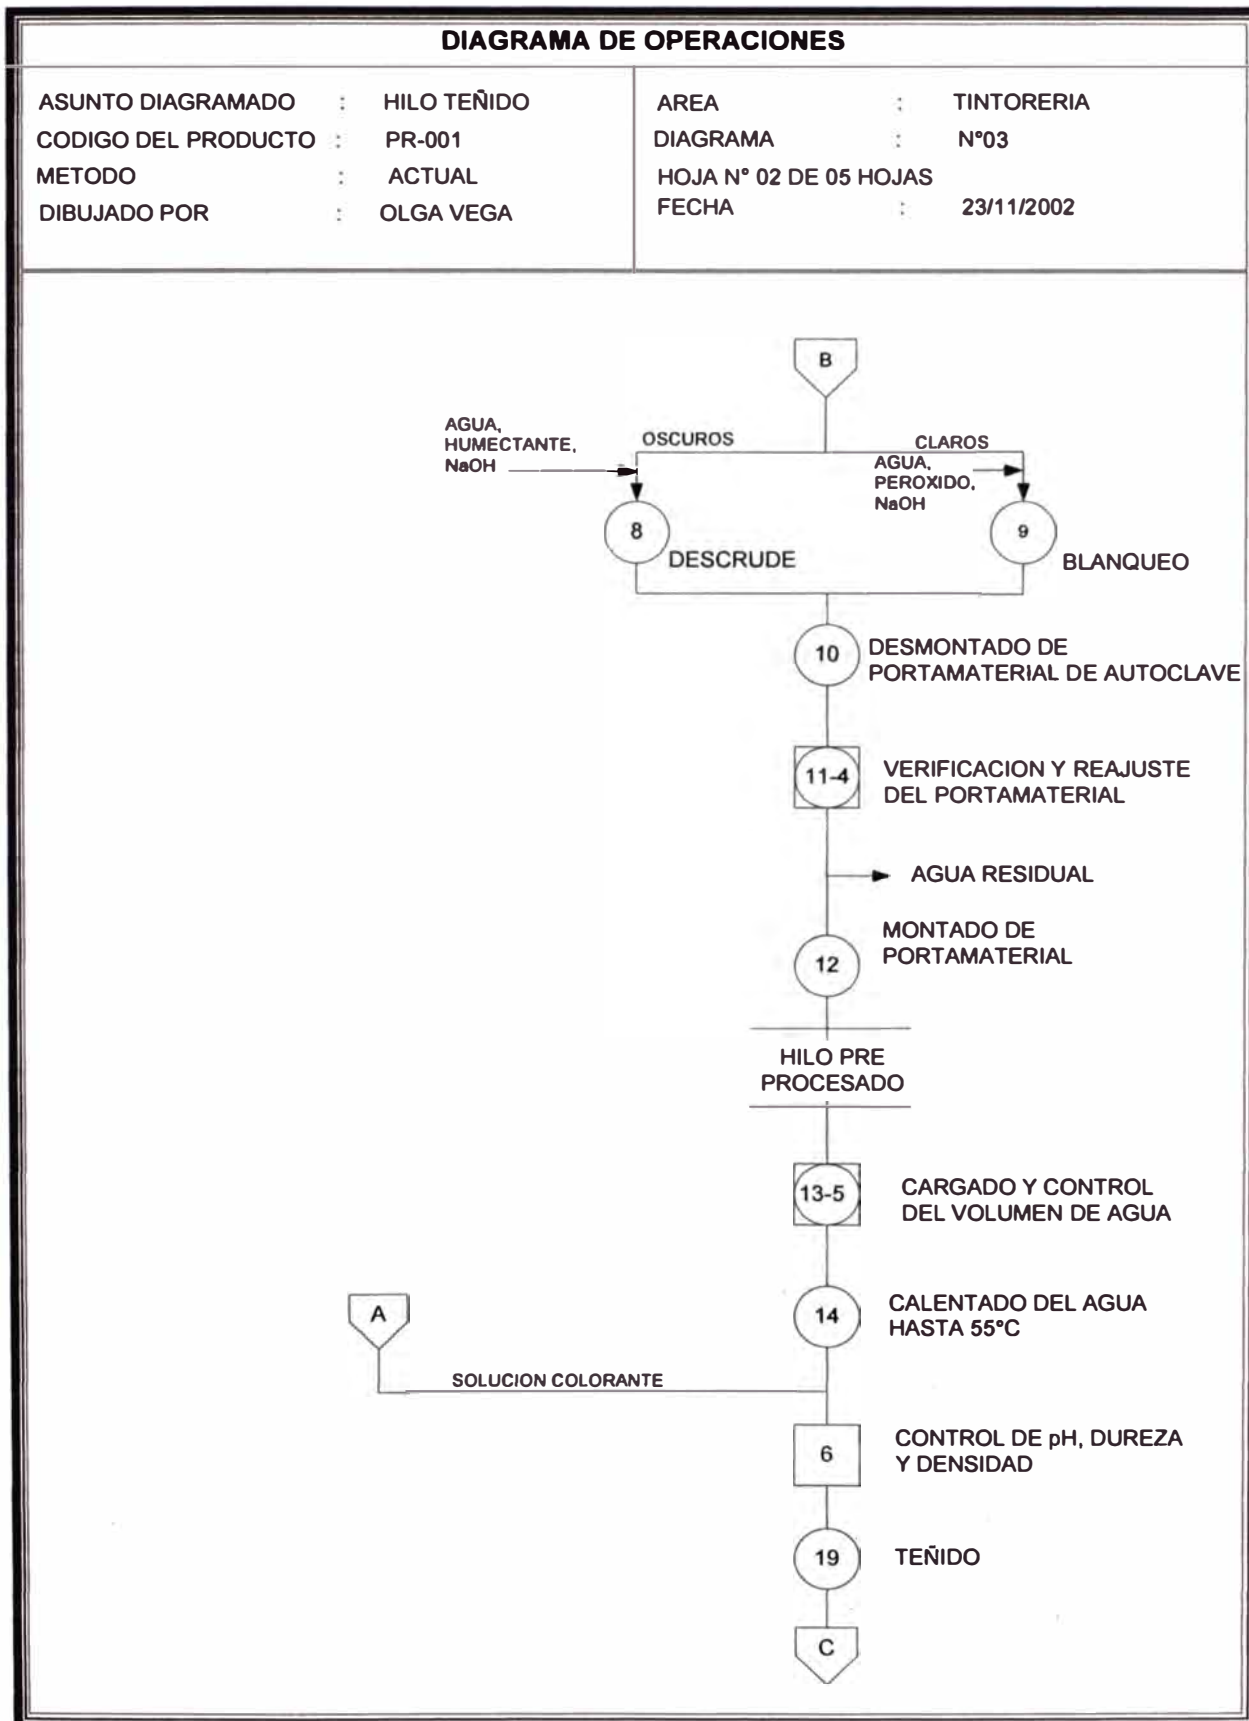 DIAGRAMA DE OPERACIONES
ASUNTO DIAGRAMADO : HILO TEÑIDO
CODIGO DEL PRODUCTO : PR-001
METODO : ACTUAL
DIBUJADO POR : OLGA VEGA
AREA : TINTORERIA
DIAGRAMA : N°03
HOJA N° 02 DE 05 HOJAS
FECHA : 23/11/2002
B
AGUA,
HUMECTANTE,
NaOH
OSCUROS
CLAROS
AGUA,
PEROXIDO,
NaOH
8
DESCRUDE
9
BLANQUEO
10
DESMONTADO DE
PORTAMATERIAL DE AUTOCLAVE
11-4
VERIFICACION Y REAJUSTE
DEL PORTAMATERIAL
AGUA RESIDUAL
12
MONTADO DE
PORTAMATERIAL
HILO PRE
PROCESADO
13-5
CARGADO Y CONTROL
DEL VOLUMEN DE AGUA
14
CALENTADO DEL AGUA
HASTA 55°C
A
SOLUCION COLORANTE
6
CONTROL DE pH, DUREZA
Y DENSIDAD
19
TEÑIDO
C